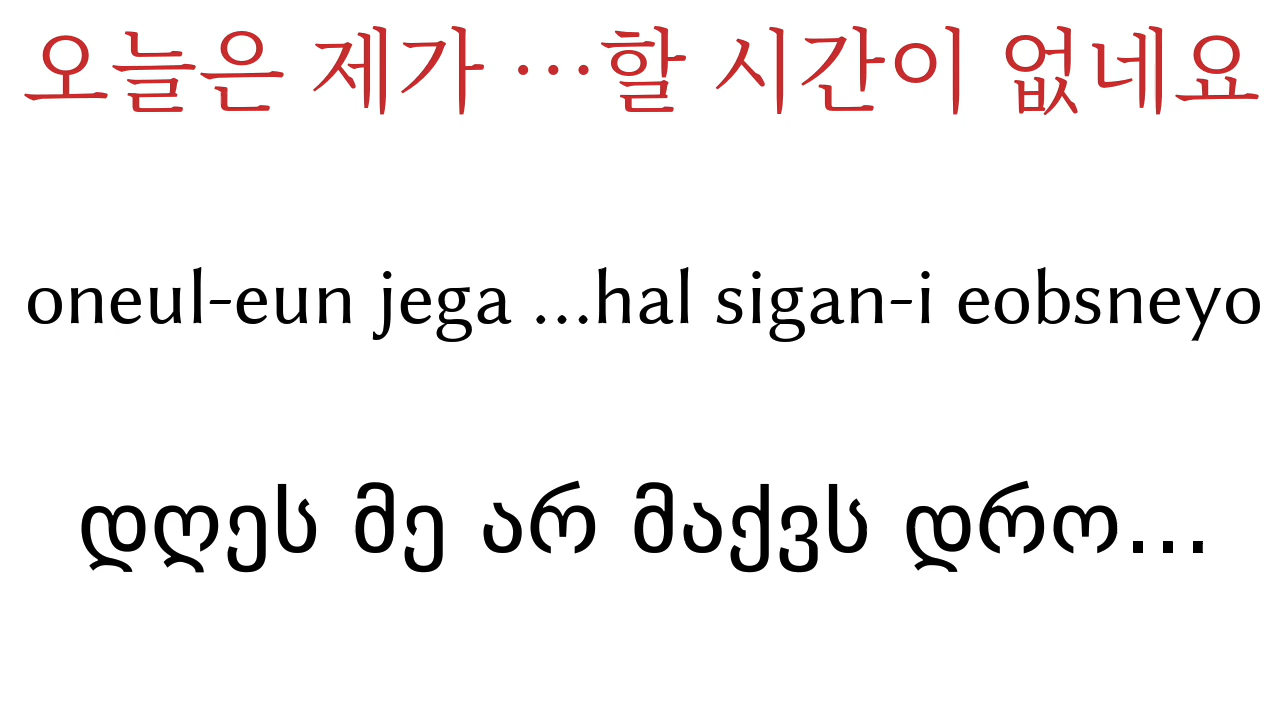 오늘은 제가 …할 시간이 없네요
oneul-eun jega …hal sigan-i eobsneyo
დღეს მე არ მაქვს დრო...